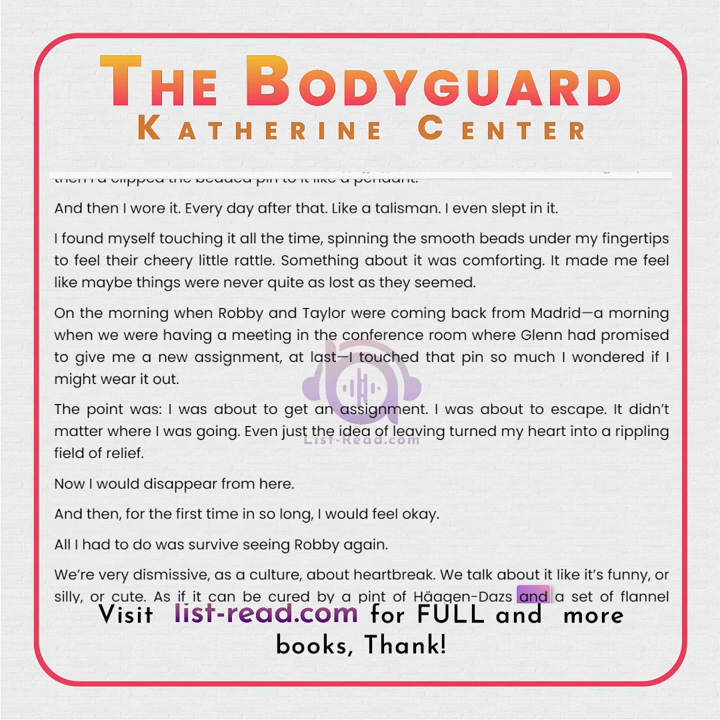 THE BODYGUARD
KATHERINE CENTER
then I'd clipped the beaded pin to it like a pendant.
And then I wore it. Every day after that. Like a talisman. I even slept in it.
I found myself touching it all the time, spinning the smooth beads under my fingertips
to feel their cheery little rattle. Something about it was comforting. It made me feel
like maybe things were never quite as lost as they seemed.
On the morning when Robby and Taylor were coming back from Madrid—a morning
when we were having a meeting in the conference room where Glenn had promised
to give me a new assignment, at last—I touched that pin so much I wondered if I
might wear it out.
The point was: I was about to get an assignment. I was about to escape. It didn't
matter where I was going. Even just the idea of leaving turned my heart into a rippling
List-Read.com
field of relief.
Now I would disappear from here.
And then, for the first time in so long, I would feel okay.
All I had to do was survive seeing Robby again.
We're very dismissive, as a culture, about heartbreak. We talk about it like it's funny, or
silly, or cute. As if it can be cured by a pint of Häagen-Dazs and a set of flannel
Visit list-read.com for FULL and more
books, Thank!